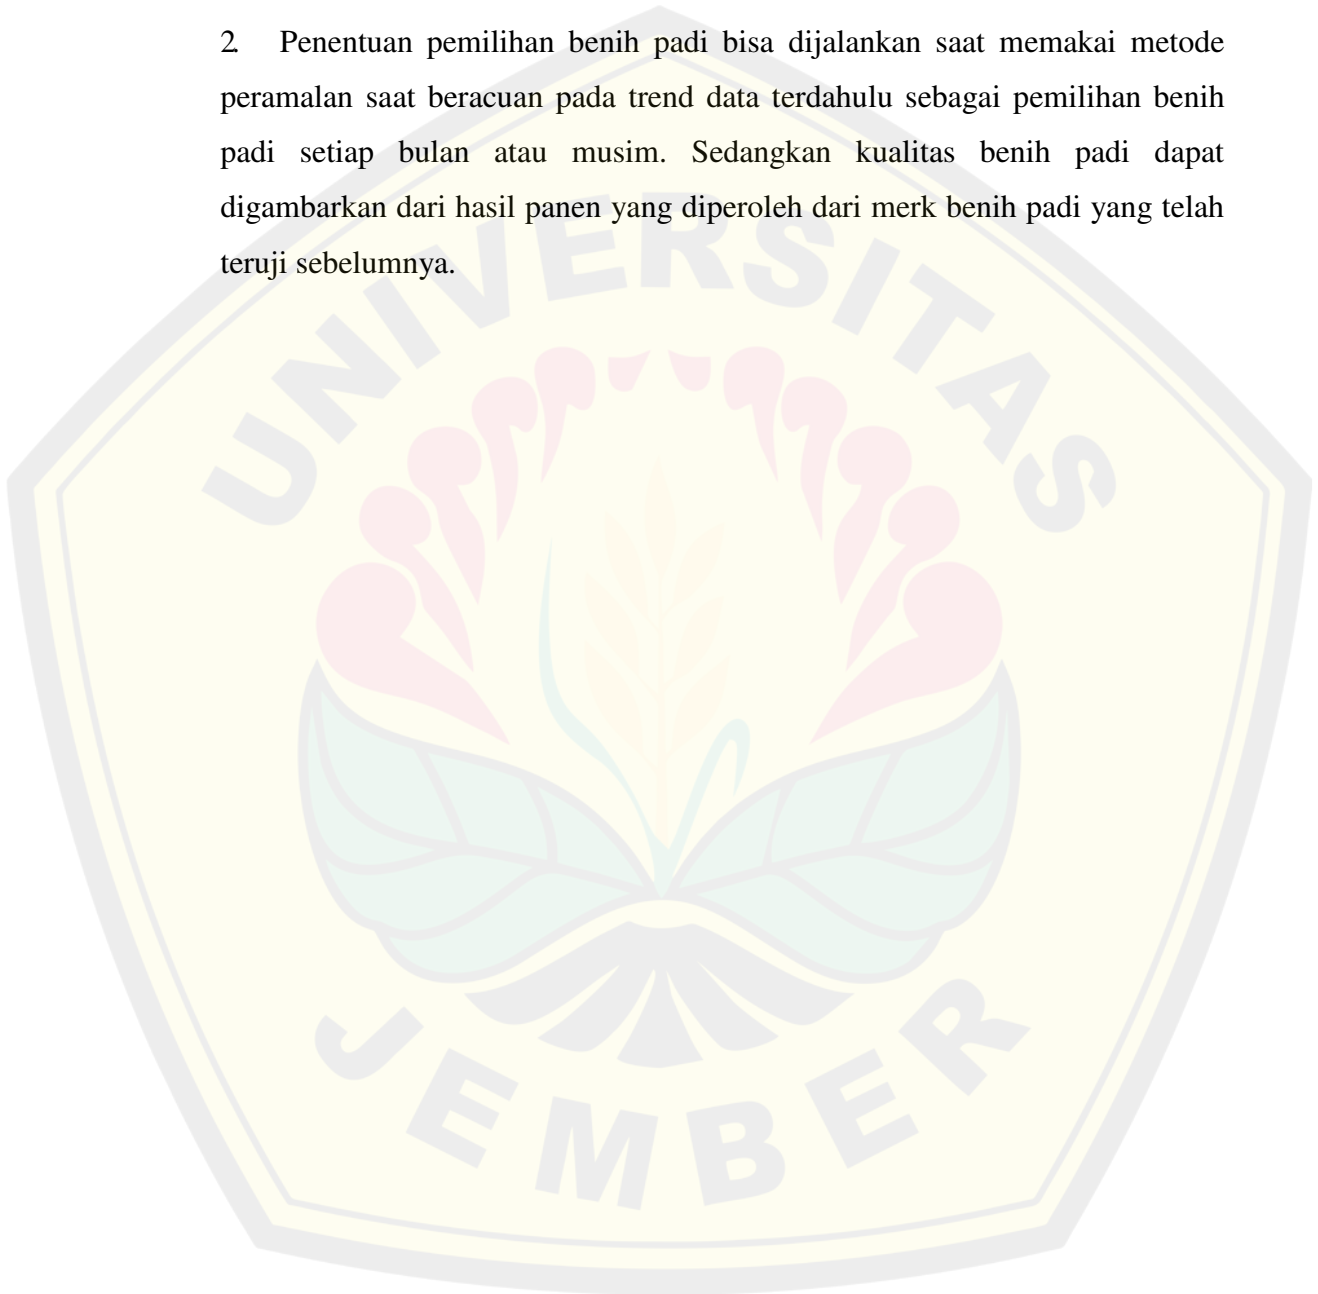 2. Penentuan pemilihan benih padi bisa dijalankan saat memakai metode
peramalan saat beracuan pada trend data terdahulu sebagai pemilihan benih
padi setiap bulan atau musim. Sedangkan kualitas benih padi dapat
digambarkan dari hasil panen yang diperoleh dari merk benih padi yang telah
teruji sebelumnya.
UNIVERSITAS
JEMBER